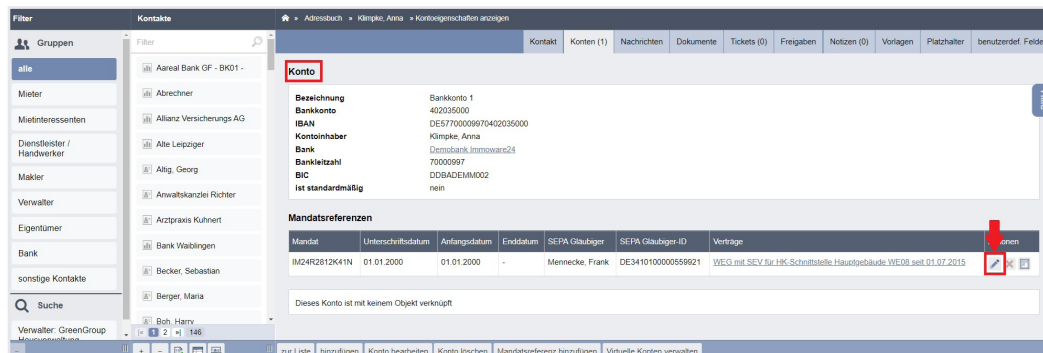 Filter
Kontakte
» Adressbuch » Klimpke, Anna » Kontoeigenschaften anzeigen
Gruppen
alle
Mieter
Mietinteressenten
Dienstleister /
Handwerker
Makler
Verwalter
Eigentümer
Bank
sonstige Kontakte
Suche
Verwalter: GreenGroup
Hausverwaltung
Filter
Aareal Bank GF - BK01 -
Abrechner
Allianz Versicherungs AG
Alte Leipziger
Altig, Georg
Anwaltskanzlei Richter
Arztpraxis Kuhnert
Bank Waiblingen
Becker, Sebastian
Berger, Maria
Boh, Harry
1 2 146
Kontakt Konten (1) Nachrichten Dokumente Tickets (0) Freigaben Notizen (0) Vorlagen Platzhalter benutzerdef. Felde
Konto
Bezeichnung Bankkonto 1
Bankkonto 402035000
IBAN DE57700009970402035000
Kontoinhaber Klimpke, Anna
Bank Demobank Immoware24
Bankleitzahl 70000997
BIC DDBADEMM002
ist standardmäßig nein
Mandatsreferenzen
Mandat Unterschriftsdatum Anfangsdatum Enddatum SEPA Gläubiger SEPA Gläubiger-ID Verträge onen
IM24R2812K41N 01.01.2000 01.01.2000 - Mennecke, Frank DE3410100000559921 WEG mit SEV für HK-Schnittstelle Hauptgebäude WE08 seit 01.07.2015
Dieses Konto ist mit keinem Objekt verknüpft
zur Liste hinzufügen Konto bearbeiten Konto löschen Mandatsreferenz hinzufügen Virtuelle Konten verwalten